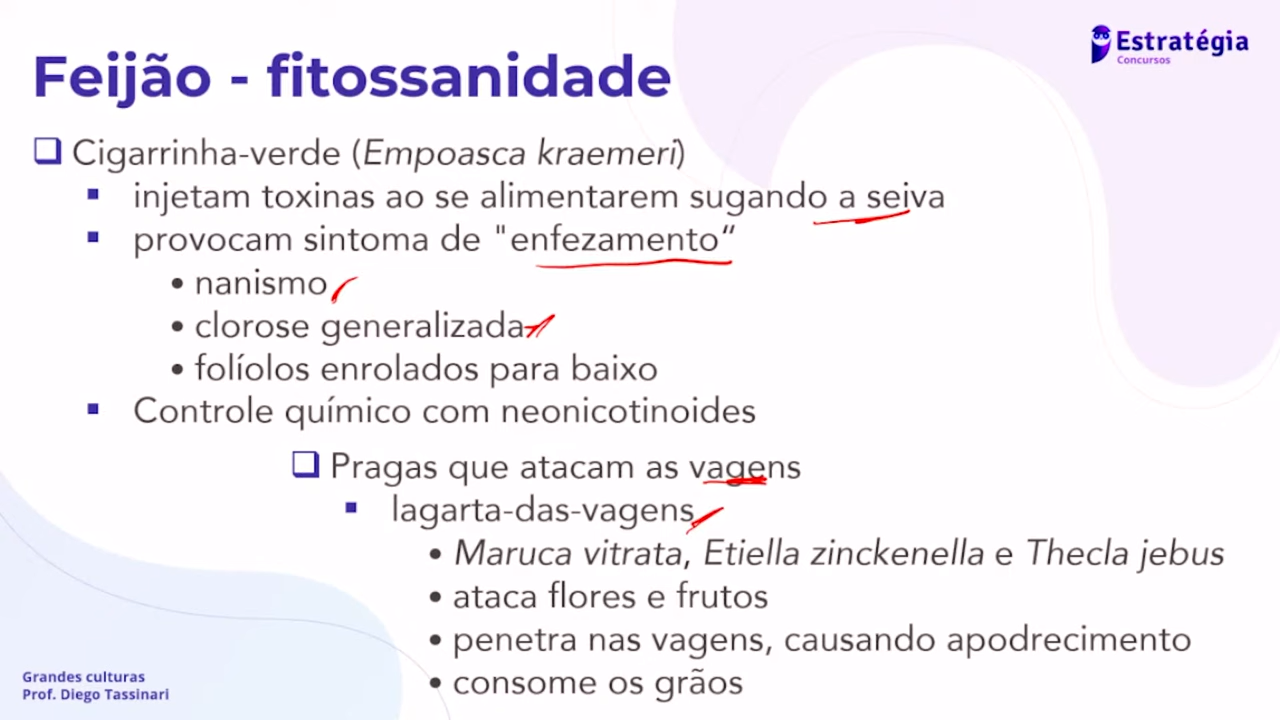 Estratégia
Concursos
Feijão - fitossanidade
Cigarrinha-verde (Empoasca kraemeri)
injetam toxinas ao se alimentarem sugando a seiva
provocam sintoma de "enfezamento“
nanismo
clorose generalizada
folíolos enrolados para baixo
Controle químico com neonicotinoides
Pragas que atacam as vagens
lagarta-das-vagens
Maruca vitrata, Etiella zinckenella e Thecla jebus
ataca flores e frutos
penetra nas vagens, causando apodrecimento
consome os grãos
Grandes culturas
Prof. Diego Tassinari